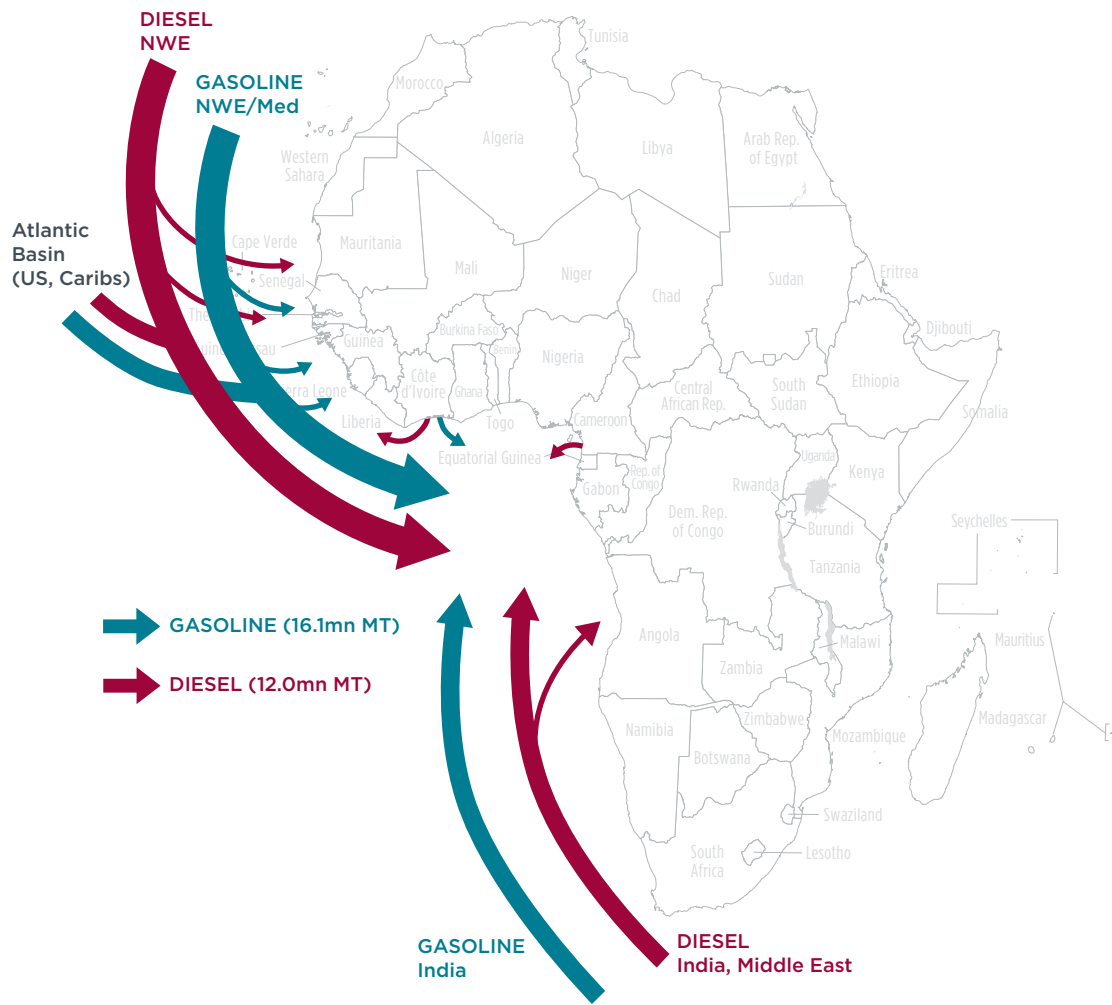 DIESEL
NWE
GASOLINE
NWE/Med
Tunisia
Morocco
Algeria
Libya
Arab Rep.
of Egypt
Western
Sahara
Atlantic
Basin
(US, Caribs)
Cape Verde
Mauritania
Mali
Niger
Chad
Sudan
Eritrea
Senegal
The
Djibouti
Burkina Faso
Guinea
Benin
Nigeria
Côte
d'Ivoire
Ghana
Central
African Rep.
South
Sudan
Ethiopia
Somalia
Leone
Liberia
Togo
Cameroon
Equatorial Guinea
Gabon
Rep. of
Congo
Uganda
Kenya
Rwanda
Dem. Rep.
of Congo
Burundi
Seychelles
Tanzania
GASOLINE (16.1mn MT)
Angola
Malawi
Mauritius
DIESEL (12.0mn MT)
Zambia
Madagascar
Zimbabwe
Namibia
Mozambique
Botswana
Swaziland
South
Africa
Lesotho
GASOLINE
India
DIESEL
India, Middle East